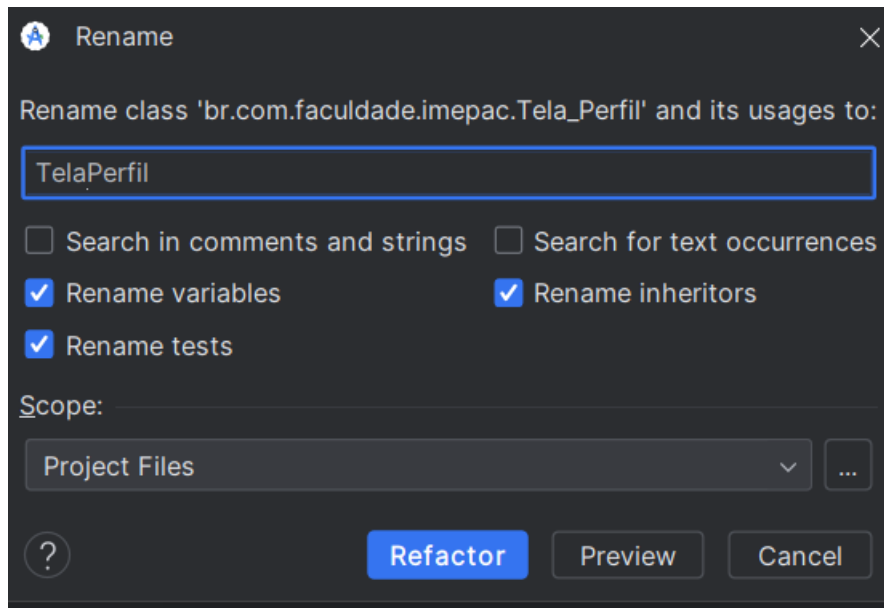 Rename
Rename class 'br.com.faculdade.imepac.Tela_Perfil' and its usages to:
TelaPerfil
Search in comments and strings Search for text occurrences
Rename variables Rename inheritors
Rename tests
Scope:
Project Files ...
? Refactor Preview Cancel